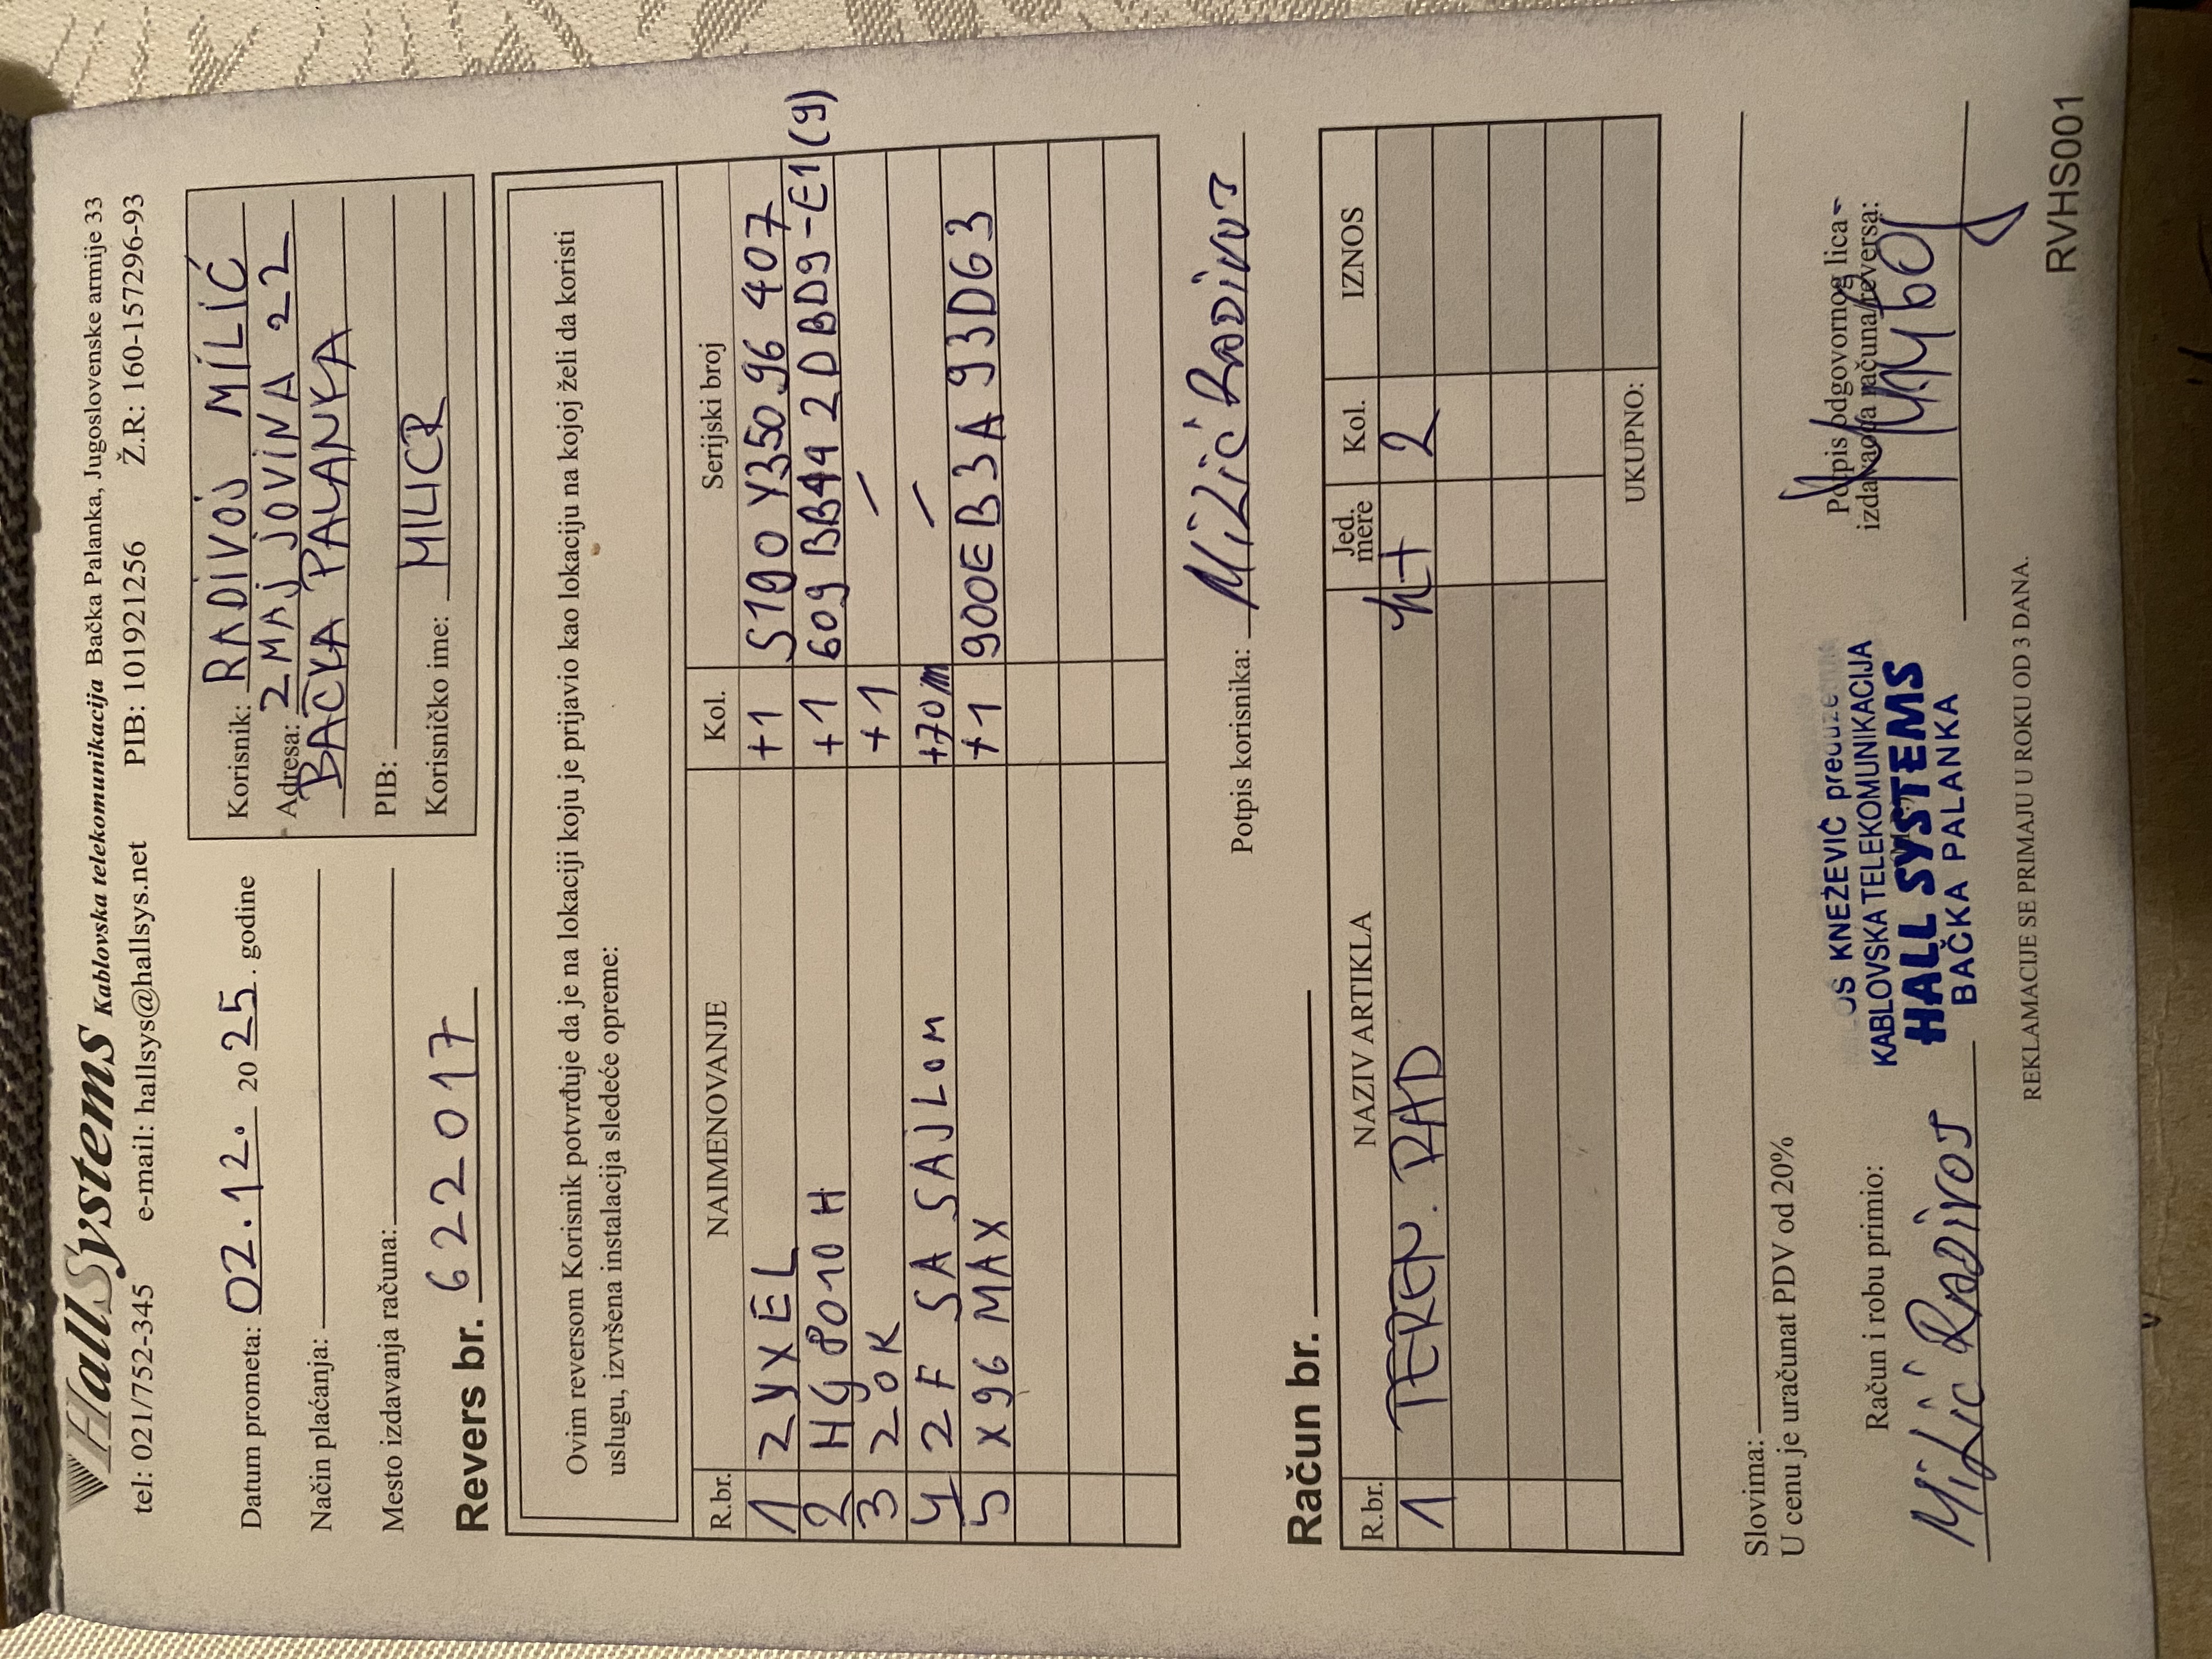 HallSystems Kablovska telekomunikacija Bačka Palanka, Jugoslovenske armije 33
tel: 021/752-345 e-mail: hallsys@hallsys.net PIB: 101921256 Ž.R: 160-157296-93
Datum prometa: 02.12. 2025. godine
Način plaćanja:
Mesto izdavanja računa:
Korisnik: RADIVOJ MILIĆ
Adresa: ZMAJ JOVINA 22
BAČKA PALANKA
PIB:
Korisničko ime: MILICR
Revers br. 622017
Ovim reversom Korisnik potvrđuje da je na lokaciji koju je prijavio kao lokaciju na kojoj želi da koristi
uslugu, izvršena instalacija sledeće opreme:
R.br. NAIMENOVANJE Kol. Serijski broj
1 ZYXEL +1 S190Y35096407
2 HG8010H +1 609BB442DBD9-E1(9)
3 ZOK +1 /
4 2F SA SAJLOM +70m /
5 X96 MAX +1 900EB3A93D63
Potpis korisnika: Milić Radivoj
Račun br.
R.br. NAZIV ARTIKLA Jed. mere Kol. IZNOS
1 TEREN. RAD h 2
UKUPNO:
Slovima:
U cenu je uračunat PDV od 20%
Račun i robu primio:
Milić Radivoj
KNEŽEVIĆ preduzetnik
KABLOVSKA TELEKOMUNIKACIJA
HALL SYSTEMS
BAČKA PALANKA
Potpis odgovornog lica-
izdavaoca računa/reversa:
REKLAMACIJE SE PRIMAJU U ROKU OD 3 DANA.
RVHS001